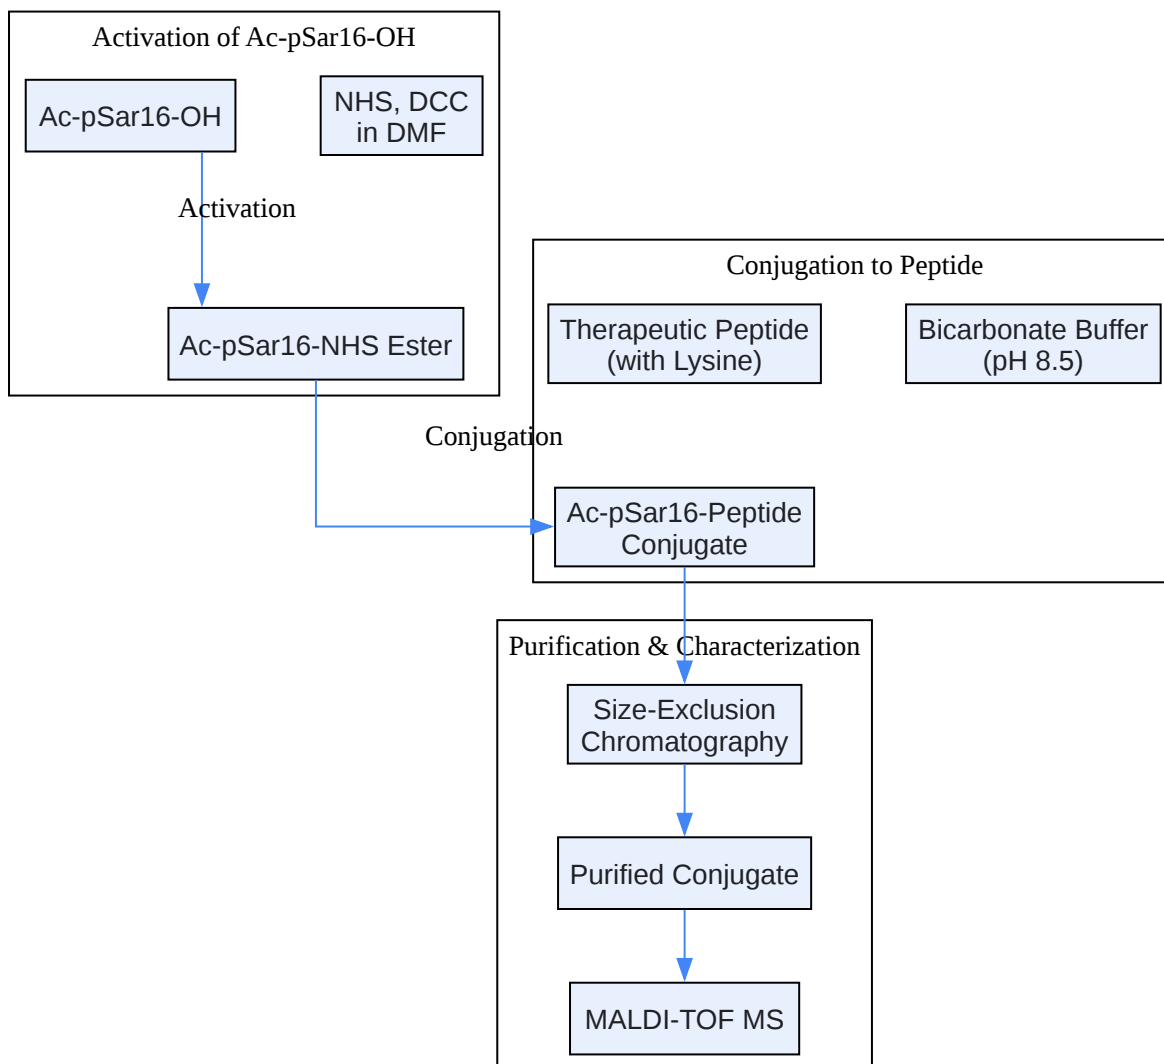 Activation of Ac-pSar16-OH
Ac-pSar16-OH
NHS, DCC
in DMF
Activation
Ac-pSar16-NHS Ester
Conjugation to Peptide
Therapeutic Peptide
(with Lysine)
Bicarbonate Buffer
(pH 8.5)
Conjugation
Ac-pSar16-Peptide
Conjugate
Purification & Characterization
Size-Exclusion
Chromatography
Purified Conjugate
MALDI-TOF MS